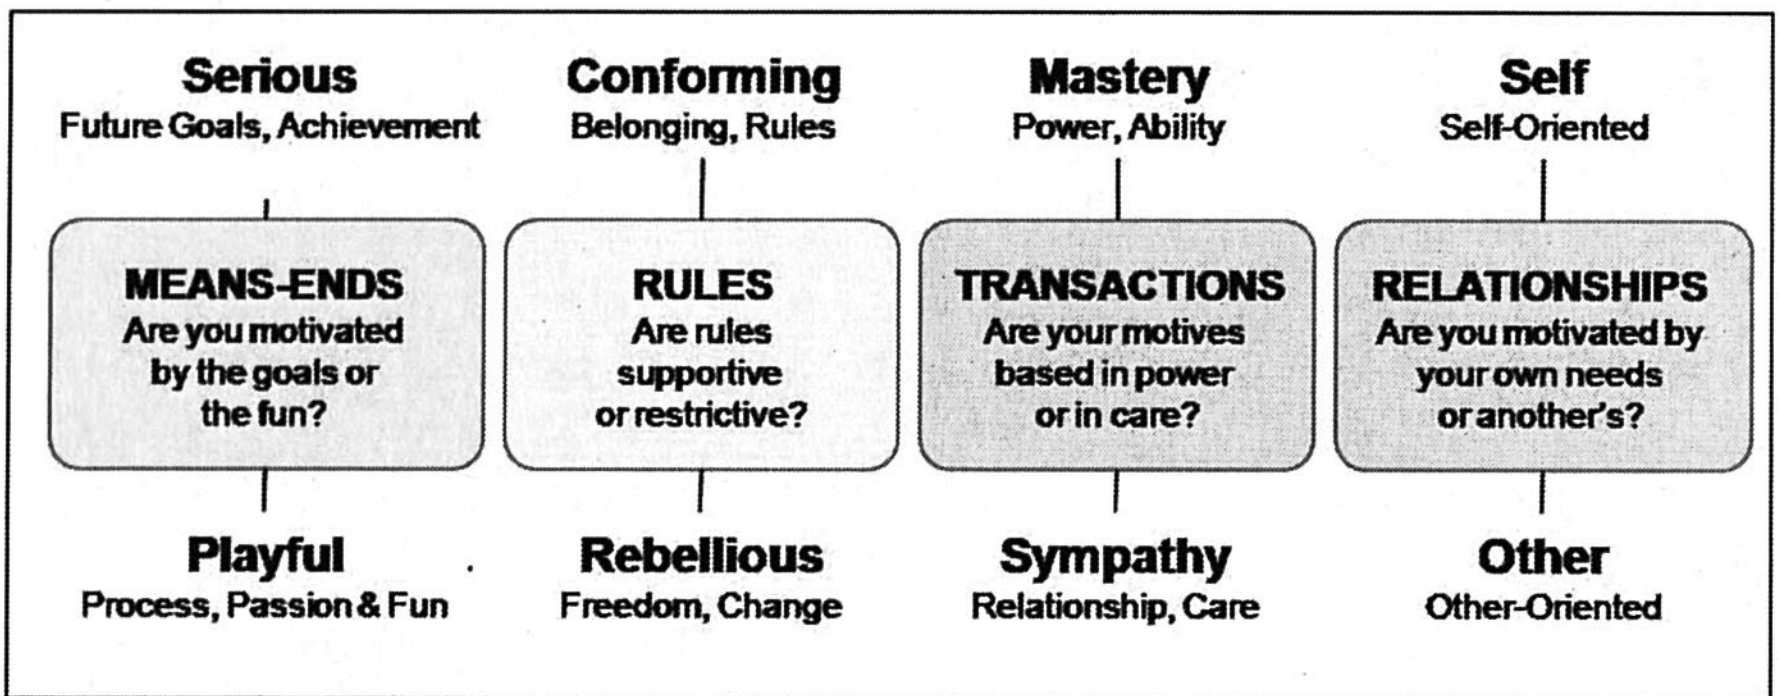 Serious
Future Goals, Achievement
Conforming
Belonging, Rules
Mastery
Power, Ability
Self
Self-Oriented
MEANS-ENDS
Are you motivated
by the goals or
the fun?
RULES
Are rules
supportive
or restrictive?
TRANSACTIONS
Are your motives
based in power
or in care?
RELATIONSHIPS
Are you motivated by
your own needs
or another's?
Playful
Process, Passion & Fun
Rebellious
Freedom, Change
Sympathy
Relationship, Care
Other
Other-Oriented